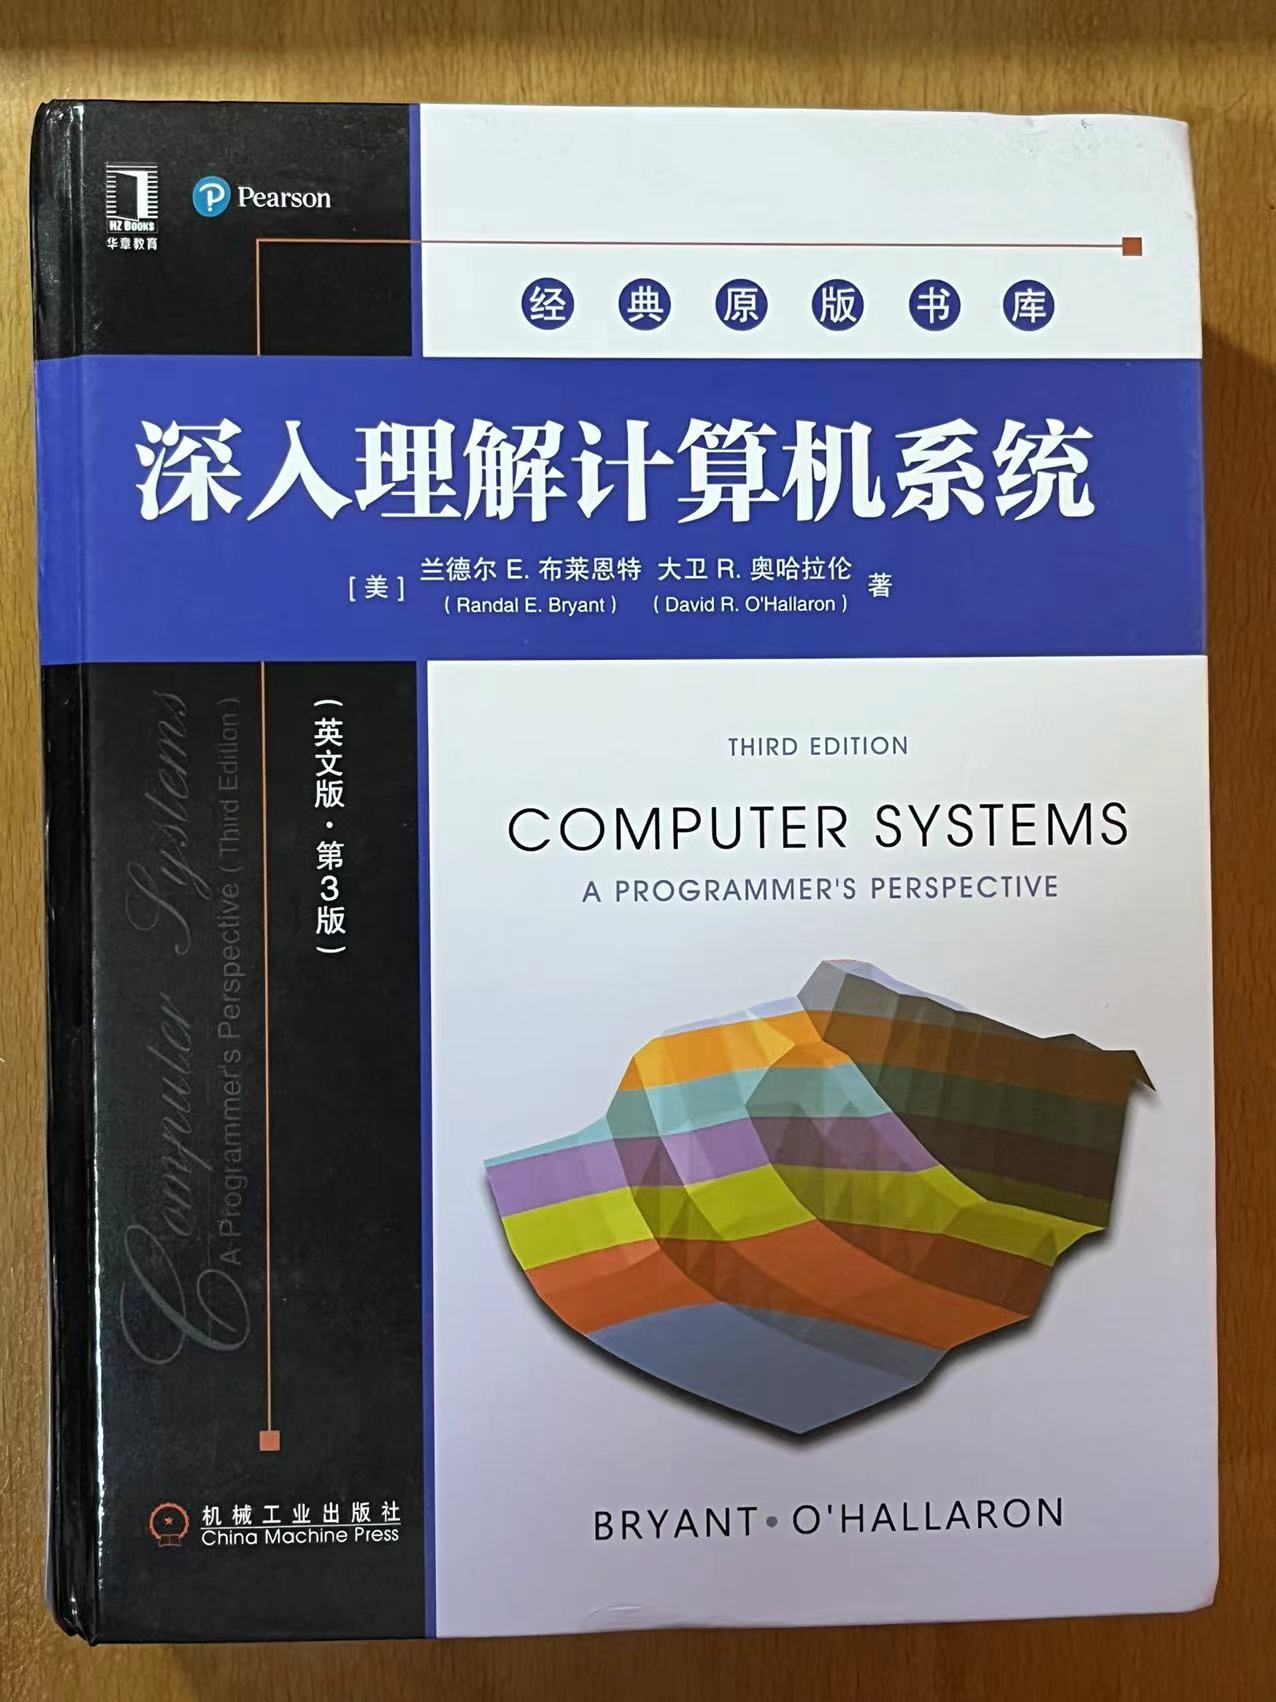 HZ BOOKS
华章教育
Pearson
经典原版书库
深入理解计算机系统
[美] 兰德尔 E. 布莱恩特 大卫 R. 奥哈拉伦 著
(Randal E. Bryant) (David R. O'Hallaron)
(英文版·第3版)
Computer Systems
A Programmer's Perspective (Third Edition)
THIRD EDITION
COMPUTER SYSTEMS
A PROGRAMMER'S PERSPECTIVE
机械工业出版社
China Machine Press
BRYANT • O'HALLARON